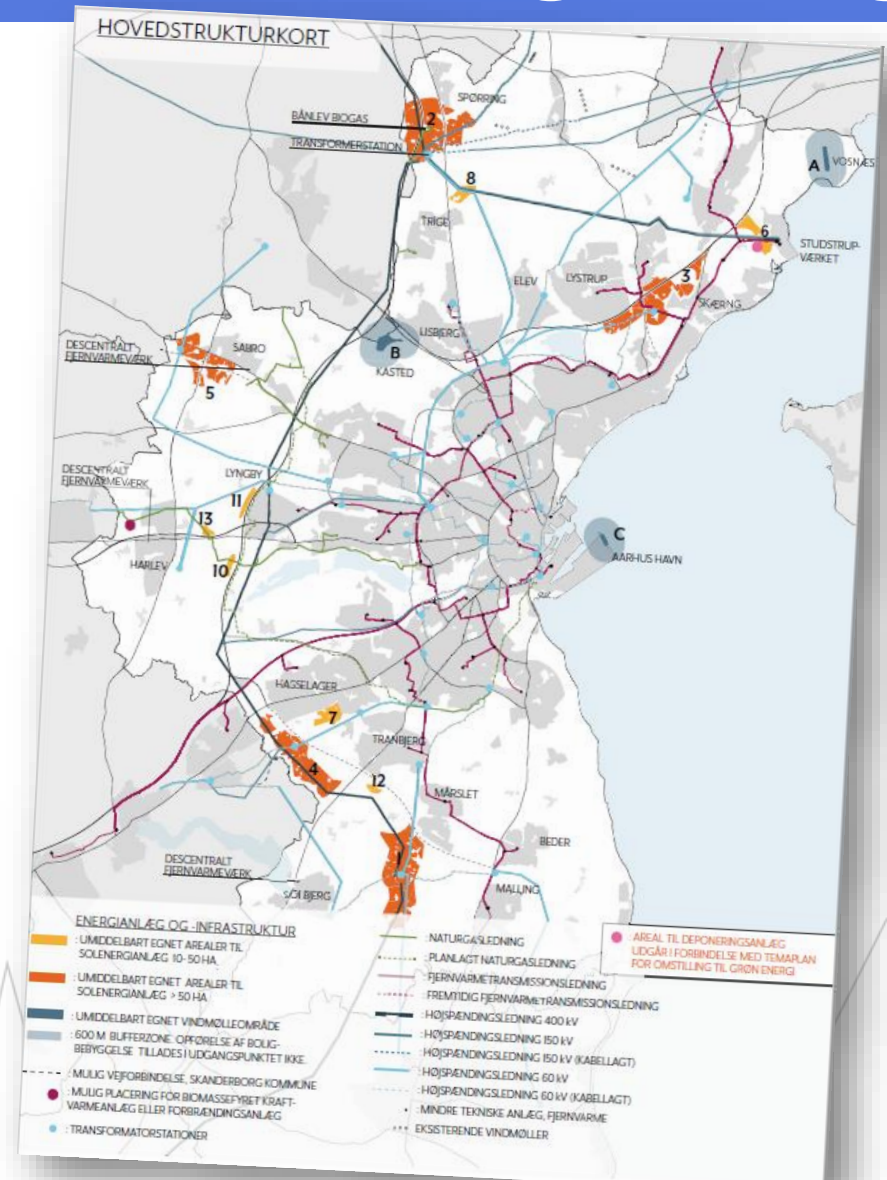 HOVEDSTRUKTURKORT
SPØRRING
BÅNLEV BIOGAS
2
TRANSFORMERSTATION
A
VOSNÆS
8
TRIGE
6
STUDSTRUP-
VÆRKET
ELEV
LYSTRUP
3
SKÆRNG
LISBJERG
B
KASTED
DESCENTRALT
FJERNVARMEVÆRK
SABRO
5
LYNGBY
DESCENTRALT
FJERNVARMEVÆRK
11
13
C
AARHUS HAVN
HARLEV
10
HASSELAGER
7
TRANBJERG
4
12
MÅRSLET
BEDER
DESCENTRALT
FJERNVARMEVÆRK
1
SOLBJERG
MALLING
ENERGIANLÆG OG -INFRASTRUKTUR
: UMIDDELBART EGNET AREALER TIL
SOLENERGIANLÆG 10-50 HA
: UMIDDELBART EGNET AREALER TIL
SOLENERGIANLÆG > 50 HA
: UMIDDELBART EGNET VINDMØLLEOMRÅDE
: 600 M BUFFERZONE. OPFØRELSE AF BOLIG-
BEBYGGELSE TILLADES I UDGANGSPUNKTET IKKE.
: MULIG VEJFORBINDELSE, SKANDERBORG KOMMUNE
: MULIG PLACERING FOR BIOMASSEFYRET KRAFT-
VARMEANLÆG ELLER FORBRÆNDINGSANLÆG
: TRANSFORMATORSTATIONER
: NATURGASLEDNING
: PLANLAGT NATURGASLEDNING
: FJERNVARMETRANSMISSIONSLEDNING
: FREMTIDIG FJERNVARMETRANSMISSIONSLEDNING
: HØJSPÆNDINGSLEDNING 400 kV
: HØJSPÆNDINGSLEDNING 150 kV
: HØJSPÆNDINGSLEDNING 150 kV (KABELLAGT)
: HØJSPÆNDINGSLEDNING 60 kV
: HØJSPÆNDINGSLEDNING 60 kV (KABELLAGT)
: MINDRE TEKNISKE ANLÆG, FJERNVARME
EKSISTERENDE VINDMØLLER
: AREAL TIL DEPONERINGSANLÆG
UDGÅR I FORBINDELSE MED TEMAPLAN
FOR OMSTILLING TIL GRØN ENERGI